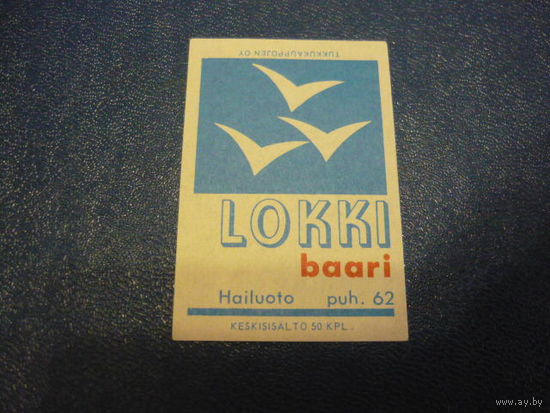 TUKKUKAUPPOJEN OY
LOKKI
baari
Hailuoto puh. 62
KESKISISÄLTÖ 50 KPL.
www.ay.by